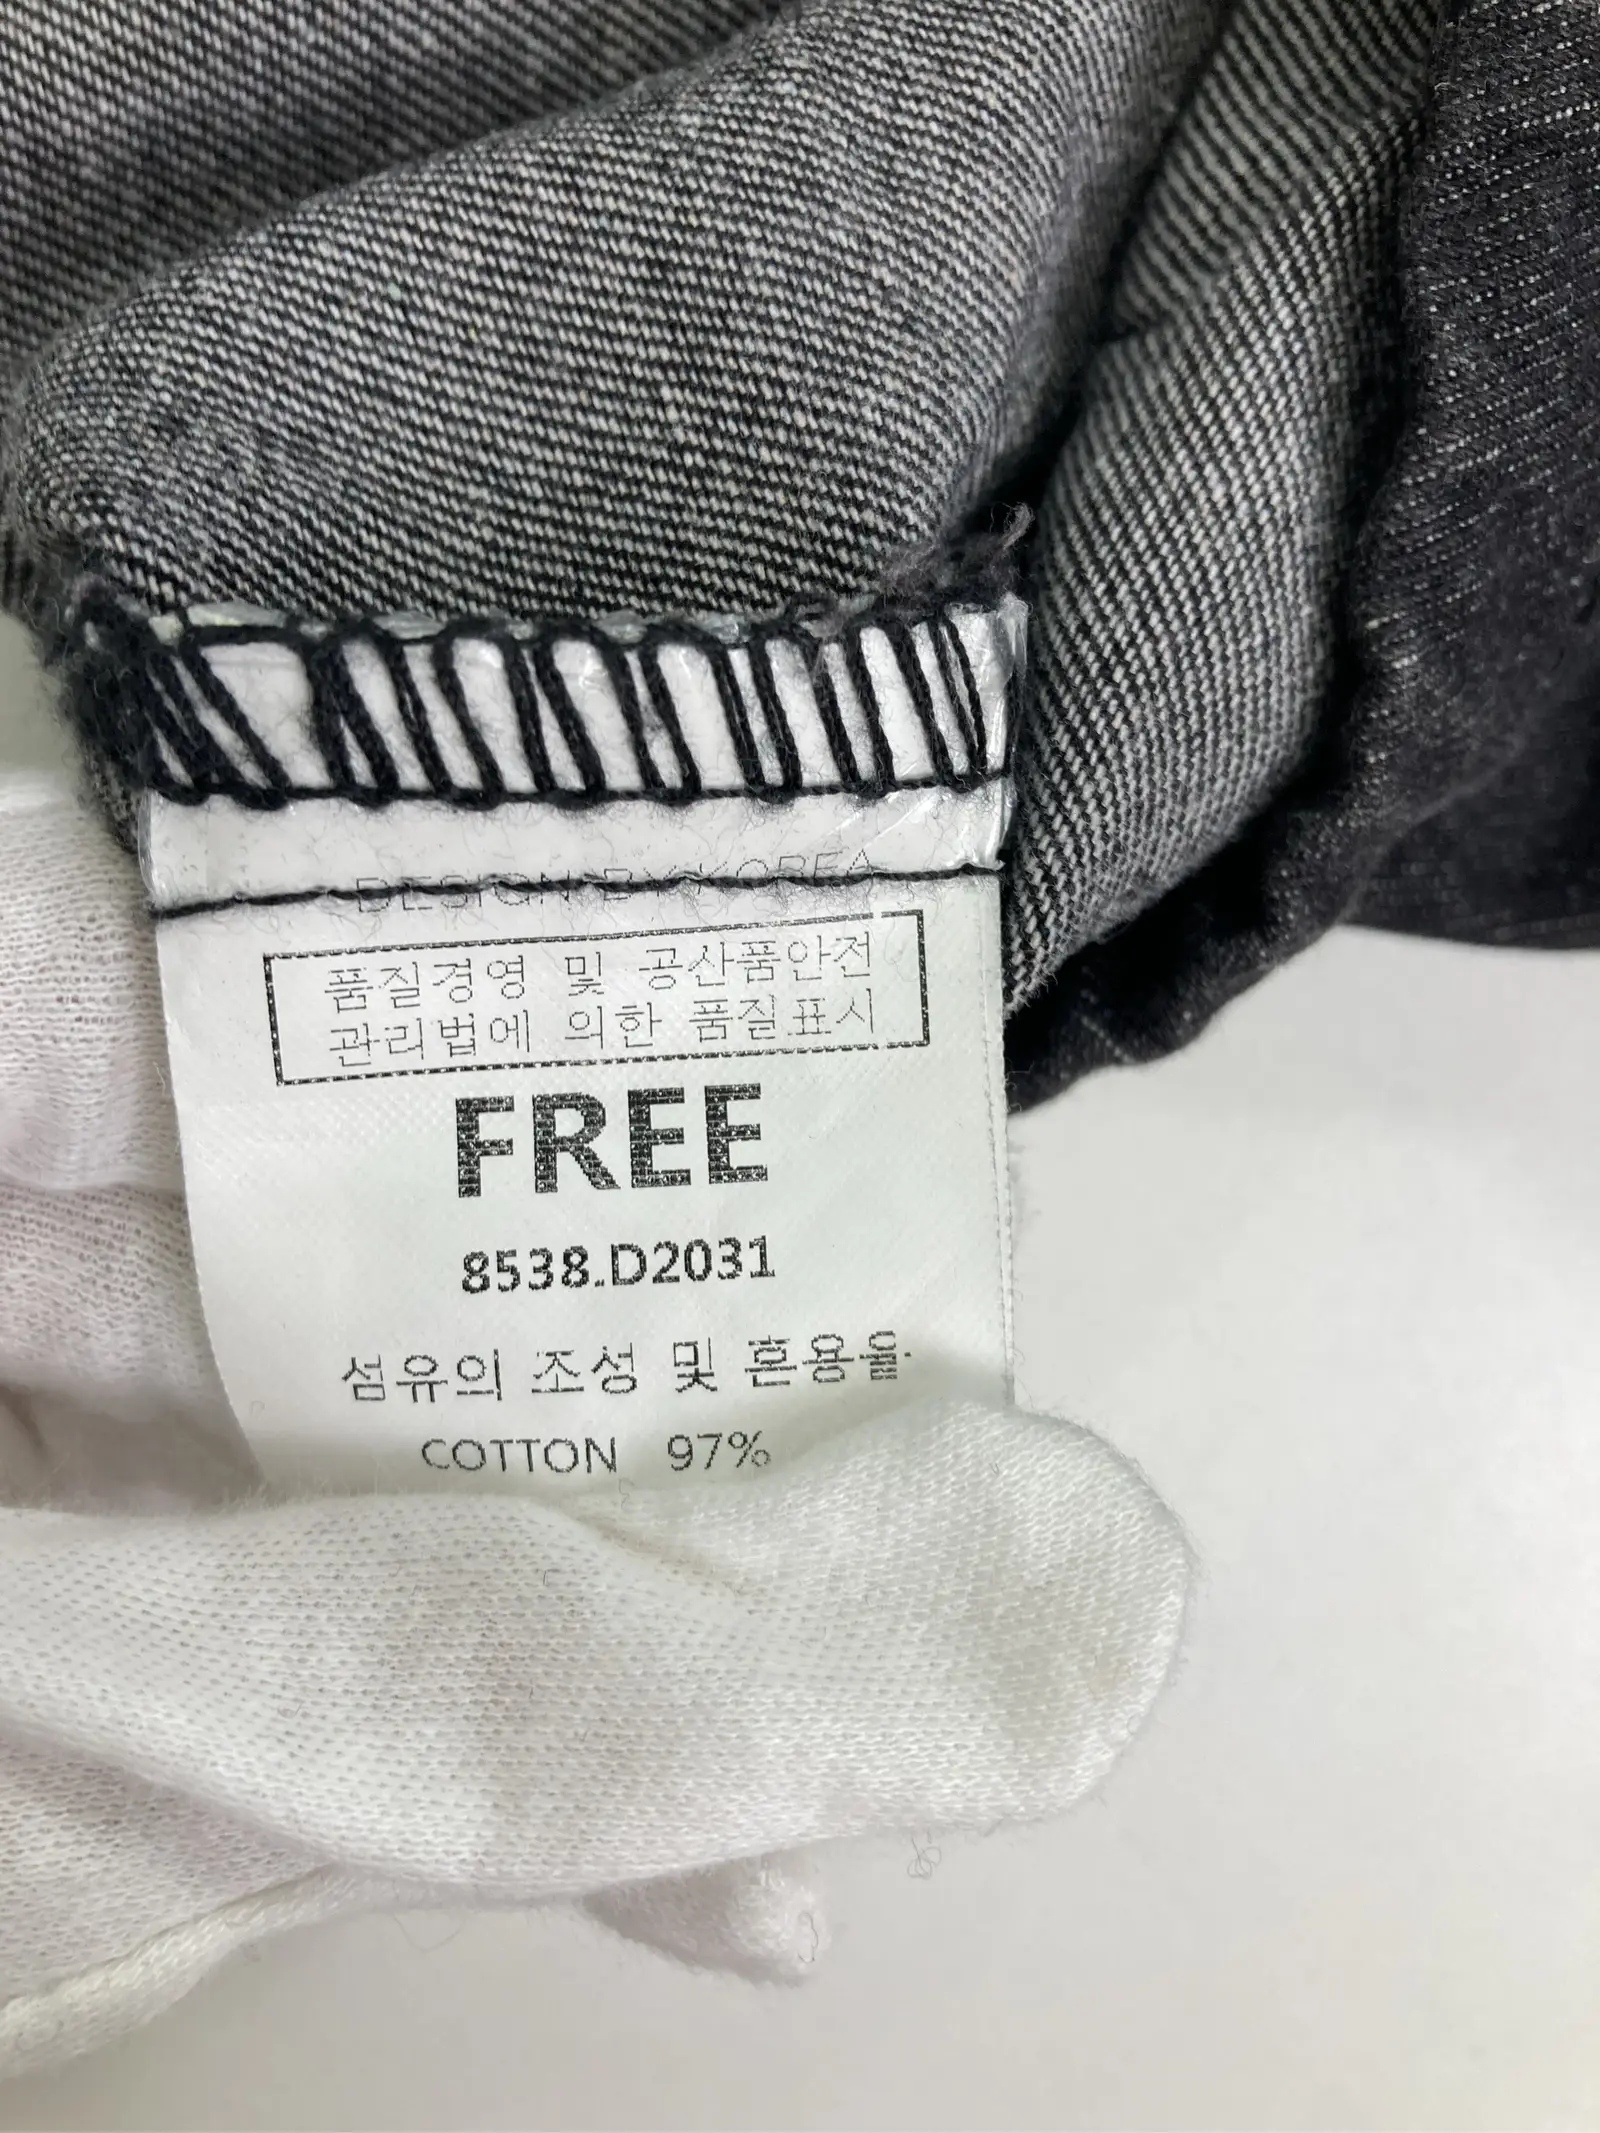 DESIGN BY KOREA
품질경영 및 공산품안전
관리법에 의한 품질표시
FREE
8538.D2031
섬유의 조성 및 혼용율
COTTON 97%